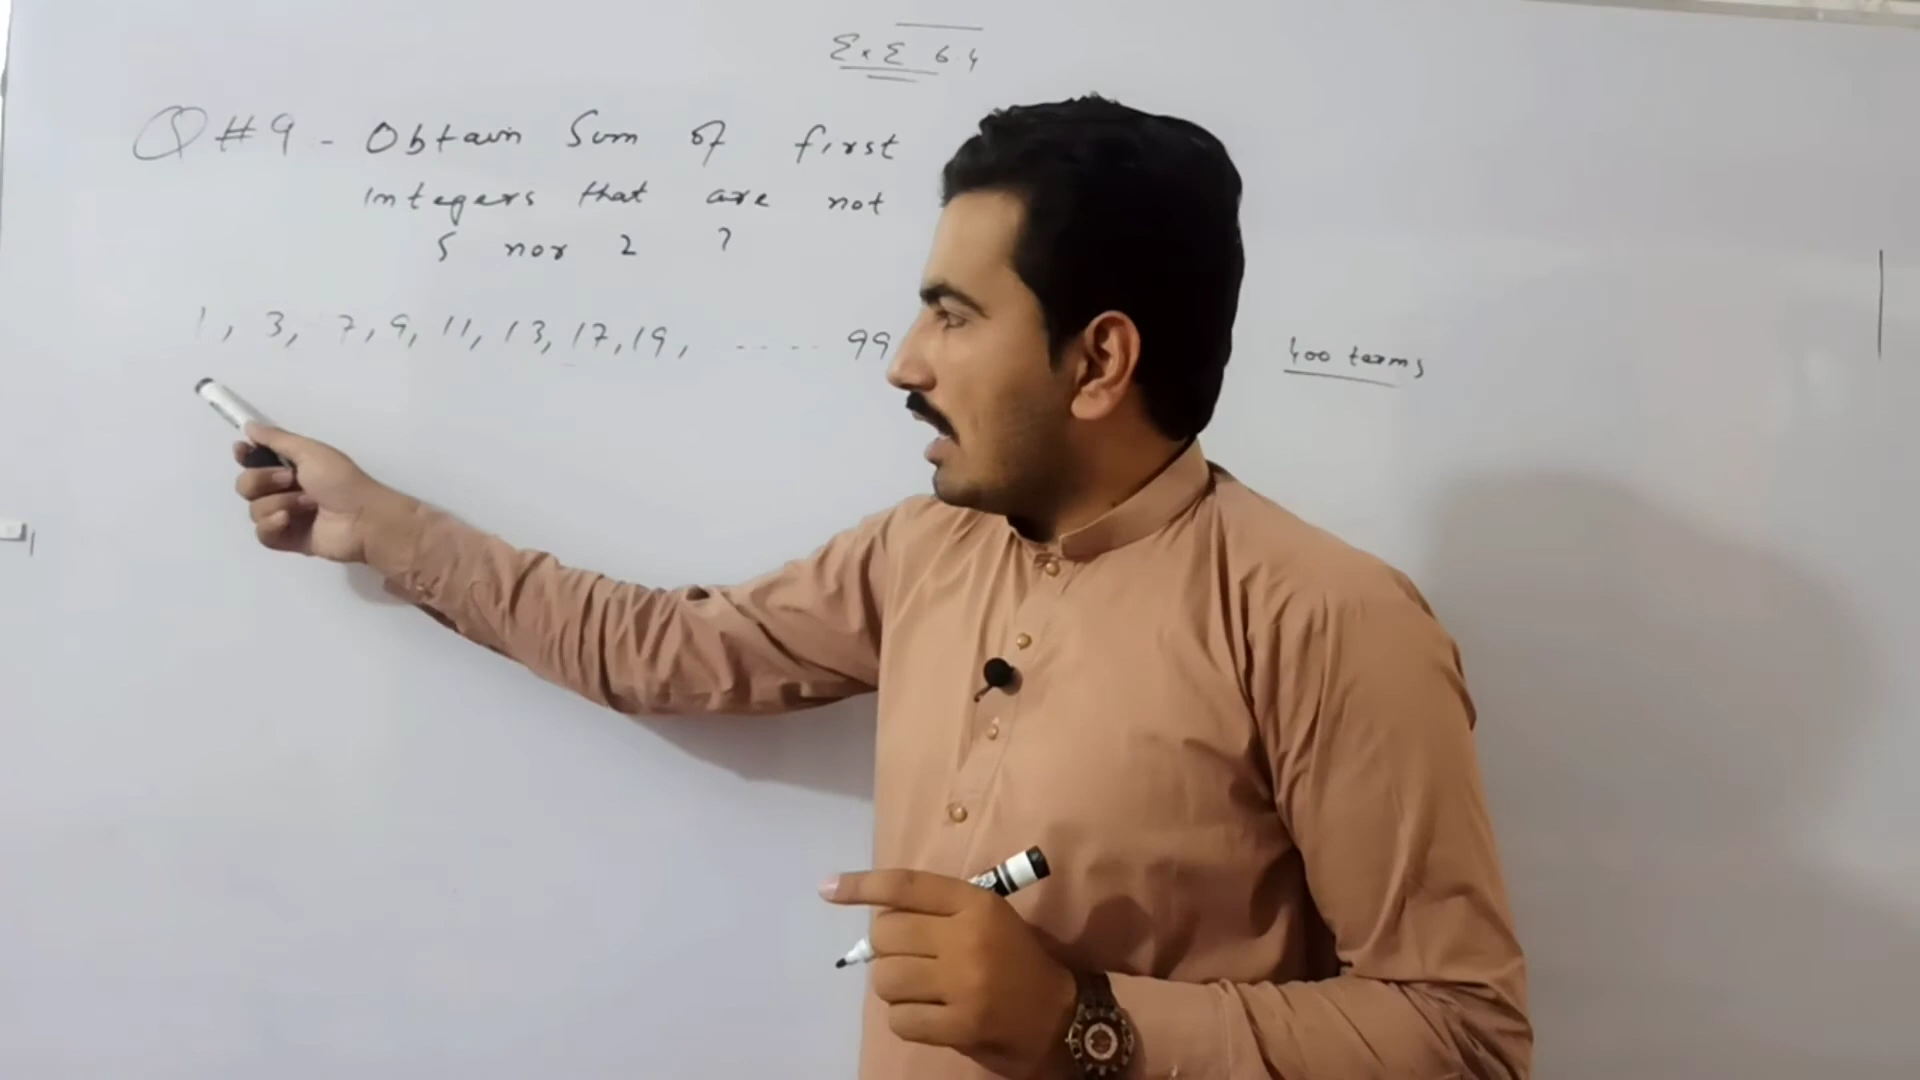 Ex Σ 6.4
Q #9 - Obtain Sum of first
integers that are not
5 nor 2 ?
1, 3, 7, 9, 11, 13, 17, 19, .... 99
400 terms